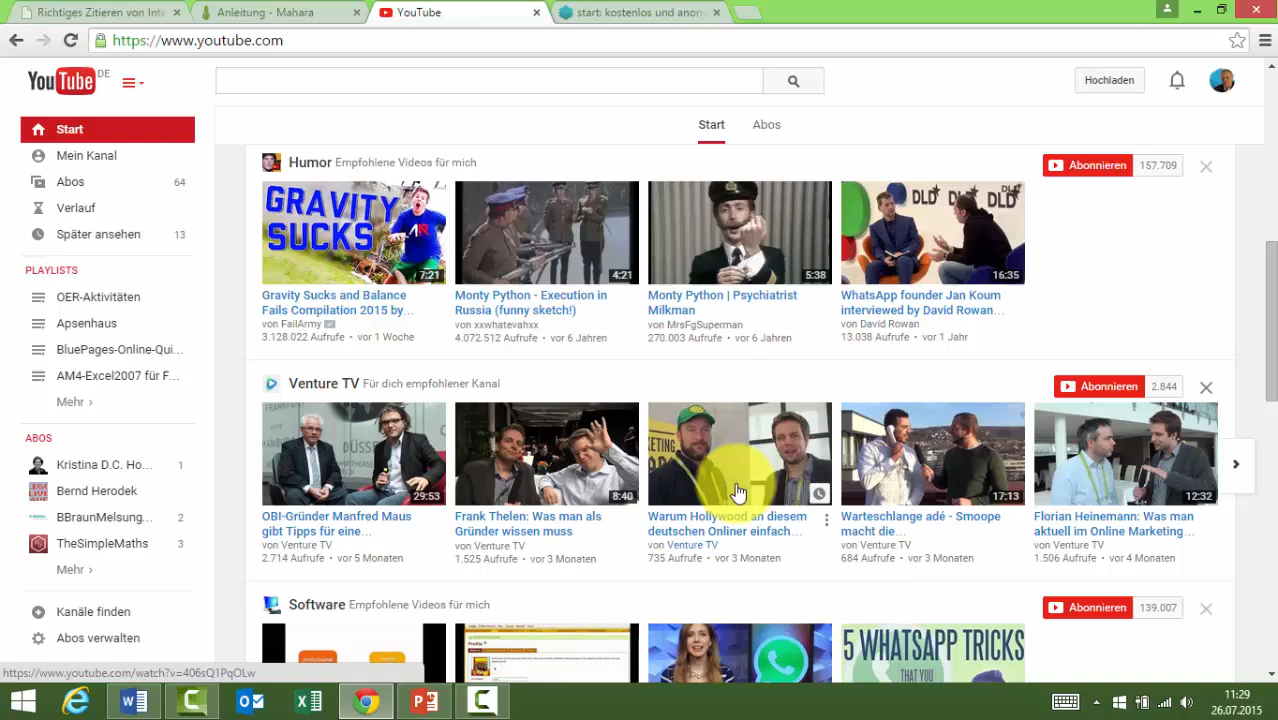 Richtiges Zitieren von Inte
Anleitung - Mahara
YouTube
start: kostenlos und anony
https://www.youtube.com
YouTube DE
Hochladen
Start
Abos
Start
Mein Kanal
Abos 64
Verlauf
Später ansehen 13
PLAYLISTS
OER-Aktivitäten
Apsenhaus
BluePages-Online-Qui...
AM4-Excel2007 für F...
Mehr ›
ABOS
Kristina D.C. Ho... 1
Bernd Herodek
BBraunMelsung... 2
TheSimpleMaths 3
Mehr ›
Kanäle finden
Abos verwalten
Humor Empfohlene Videos für mich
Abonnieren 157.709
GRAVITY
SUCKS
7:21
Gravity Sucks and Balance
Fails Compilation 2015 by...
von FailArmy
3.128.022 Aufrufe • vor 1 Woche
4:21
Monty Python - Execution in
Russia (funny sketch!)
von xxwhatevahxx
4.072.512 Aufrufe • vor 6 Jahren
5:38
Monty Python | Psychiatrist
Milkman
von MrsFgSuperman
270.003 Aufrufe • vor 6 Jahren
DLD
DLD
16:35
WhatsApp founder Jan Koum
interviewed by David Rowan...
von David Rowan
13.038 Aufrufe • vor 1 Jahr
Venture TV Für dich empfohlener Kanal
Abonnieren 2.844
29:53
OBI-Gründer Manfred Maus
gibt Tipps für eine...
von Venture TV
2.714 Aufrufe • vor 5 Monaten
8:40
Frank Thelen: Was man als
Gründer wissen muss
von Venture TV
1.525 Aufrufe • vor 3 Monaten
Warum Hollywood an diesem
deutschen Onliner einfach...
von Venture TV
735 Aufrufe • vor 3 Monaten
17:13
Warteschlange adé - Smoope
macht die...
von Venture TV
684 Aufrufe • vor 3 Monaten
12:32
Florian Heinemann: Was man
aktuell im Online Marketing...
von Venture TV
1.506 Aufrufe • vor 4 Monaten
Software Empfohlene Videos für mich
Abonnieren 139.007
5 WHATSAPP TRICKS
https://www.youtube.com/watch?v=406sQ1PqOLw
11:29
26.07.2015